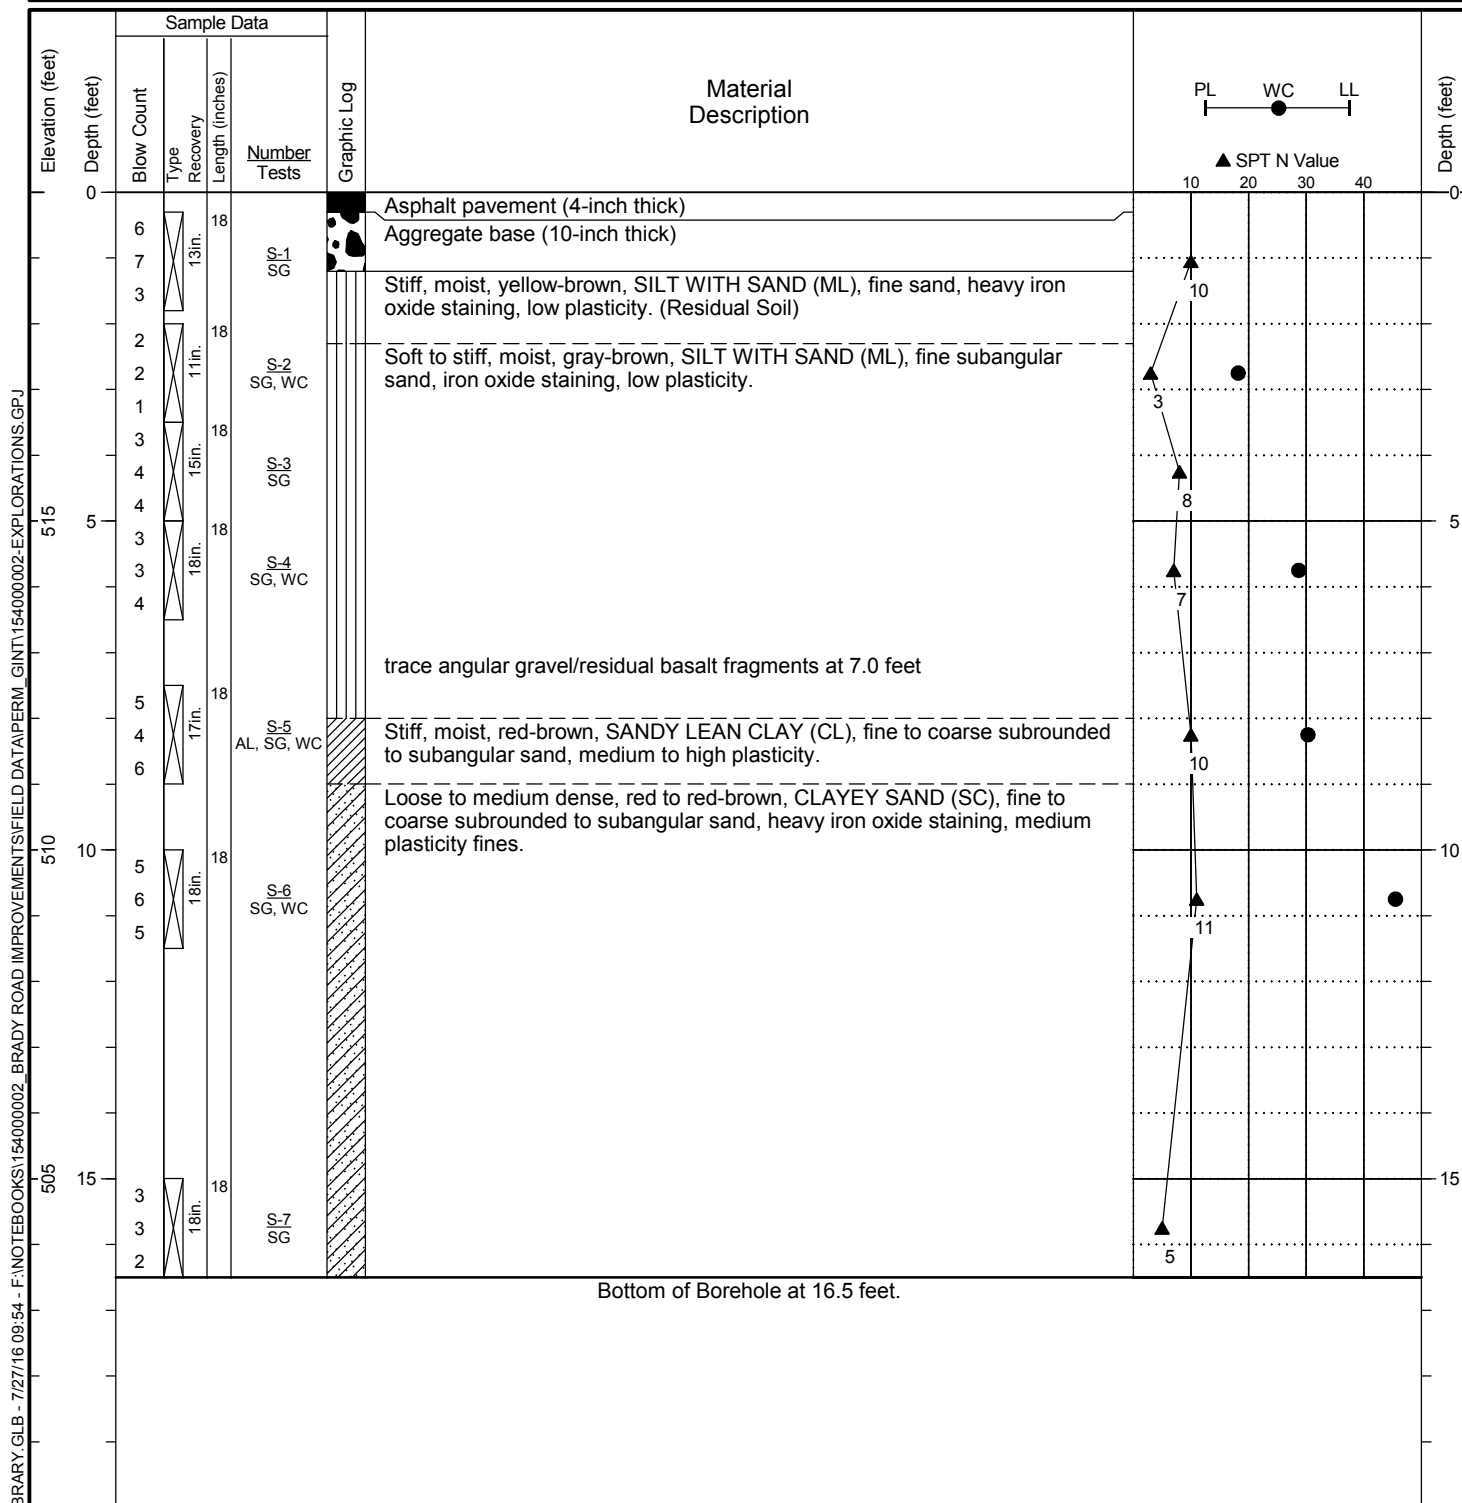 Sample Data
Elevation (feet)
Depth (feet)
Blow Count
Type
Recovery
Length (inches)
Number
Tests
Graphic Log
Material
Description
PL WC LL
SPT N Value
10 20 30 40
Depth (feet)
0 0
Asphalt pavement (4-inch thick)
Aggregate base (10-inch thick)
6
7
3
13in.
18
S-1
SG
10
Stiff, moist, yellow-brown, SILT WITH SAND (ML), fine sand, heavy iron
oxide staining, low plasticity. (Residual Soil)
2
2
1
11in.
18
S-2
SG, WC
3
Soft to stiff, moist, gray-brown, SILT WITH SAND (ML), fine subangular
sand, iron oxide staining, low plasticity.
3
4
4
15in.
18
S-3
SG
8
515 5 5
3
3
4
18in.
18
S-4
SG, WC
7
trace angular gravel/residual basalt fragments at 7.0 feet
5
4
6
17in.
18
S-5
AL, SG, WC
10
Stiff, moist, red-brown, SANDY LEAN CLAY (CL), fine to coarse subrounded
to subangular sand, medium to high plasticity.
Loose to medium dense, red to red-brown, CLAYEY SAND (SC), fine to
coarse subrounded to subangular sand, heavy iron oxide staining, medium
plasticity fines.
510 10 10
5
6
5
18in.
18
S-6
SG, WC
11
505 15 15
3
3
2
18in.
18
S-7
SG
5
Bottom of Borehole at 16.5 feet.
BRARY.GLB - 7/27/16 09:54 - F:\NOTEBOOKS\154000002_BRADY ROAD IMPROVEMENTS\FIELD DATA\PERM_GINT\154000002-EXPLORATIONS.GPJ